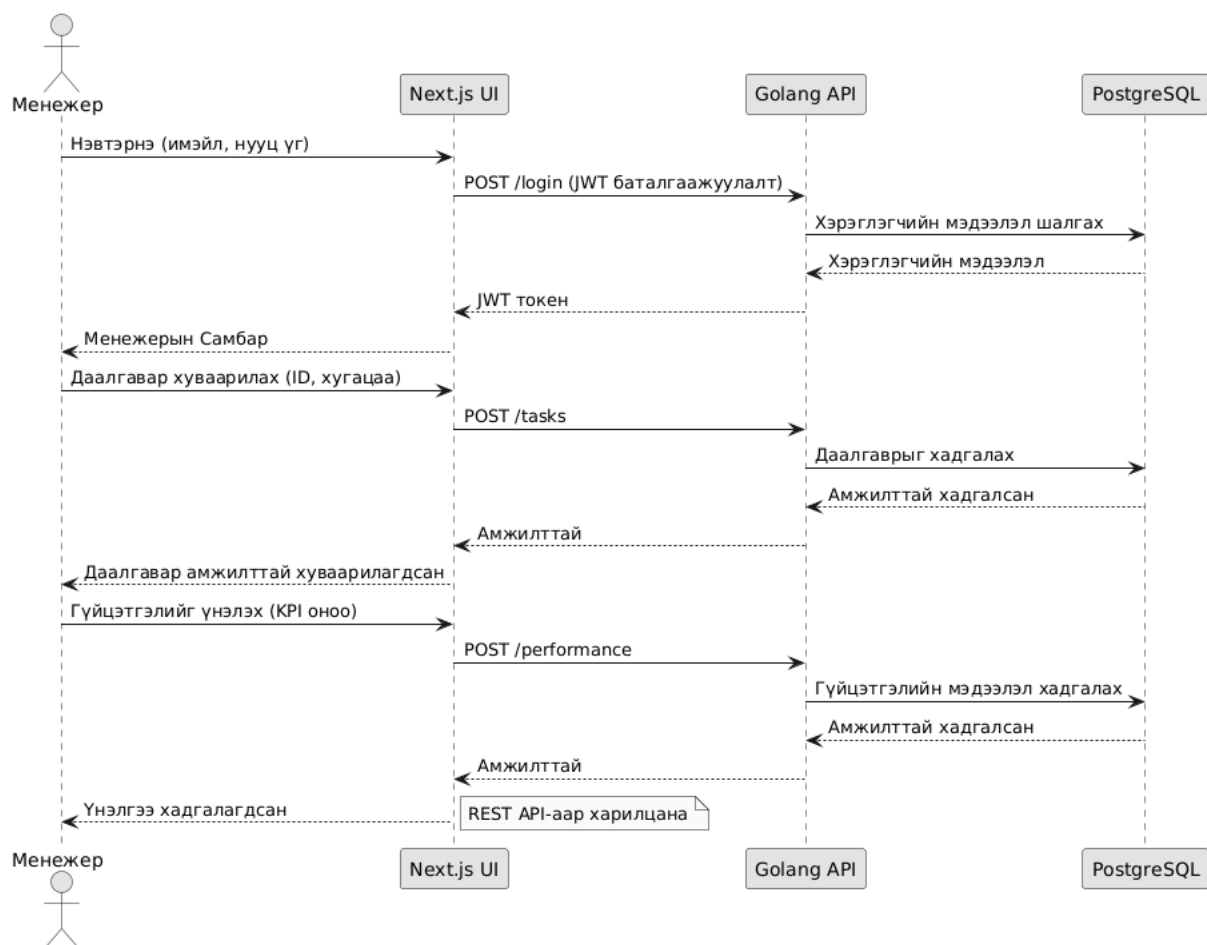 Менежер
Next.js UI
Golang API
PostgreSQL
Нэвтэрнэ (имэйл, нууц үг)
POST /login (JWT баталгаажуулалт)
Хэрэглэгчийн мэдээлэл шалгах
Хэрэглэгчийн мэдээлэл
JWT токен
Менежерын Самбар
Даалгавар хуваарилах (ID, хугацаа)
POST /tasks
Даалгаврыг хадгалах
Амжилттай хадгалсан
Амжилттай
Даалгавар амжилттай хуваарилагдсан
Гүйцэтгэлийг үнэлэх (KPI оноо)
POST /performance
Гүйцэтгэлийн мэдээлэл хадгалах
Амжилттай хадгалсан
Амжилттай
Үнэлгээ хадгалагдсан
REST API-аар харилцана
Менежер
Next.js UI
Golang API
PostgreSQL